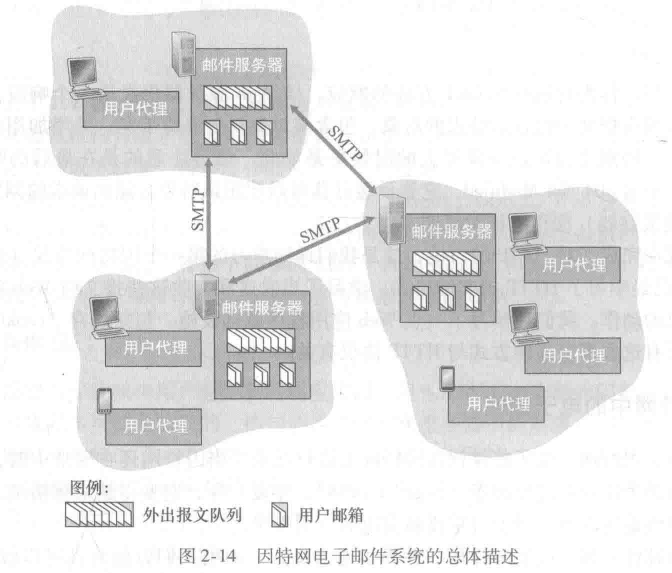 邮件服务器
用户代理
SMTP
SMTP
SMTP
邮件服务器
用户代理
用户代理
用户代理
邮件服务器
用户代理
用户代理
图例：
外出报文队列 用户邮箱
图2-14 因特网电子邮件系统的总体描述